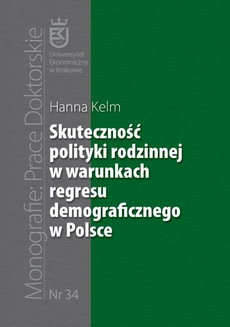 Uniwersytet
Ekonomiczny
w Krakowie
Monografie: Prace Doktorskie
Nr 34
Hanna Kelm
Skuteczność
polityki rodzinnej
w warunkach
regresu
demograficznego
w Polsce